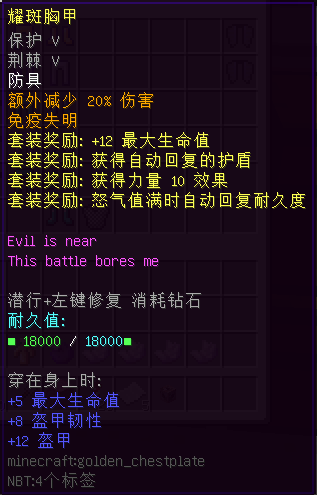 耀斑胸甲
保护 V
荆棘 V
防具
额外减少 20% 伤害
免疫失明
套装奖励: +12 最大生命值
套装奖励: 获得自动回复的护盾
套装奖励: 获得力量 10 效果
套装奖励: 怒气值满时自动回复耐久度
Evil is near
This battle bores me
潜行+左键修复 消耗钻石
耐久值:
■ 18000 / 18000■
穿在身上时:
+5 最大生命值
+8 盔甲韧性
+12 盔甲
minecraft:golden_chestplate
NBT:4个标签